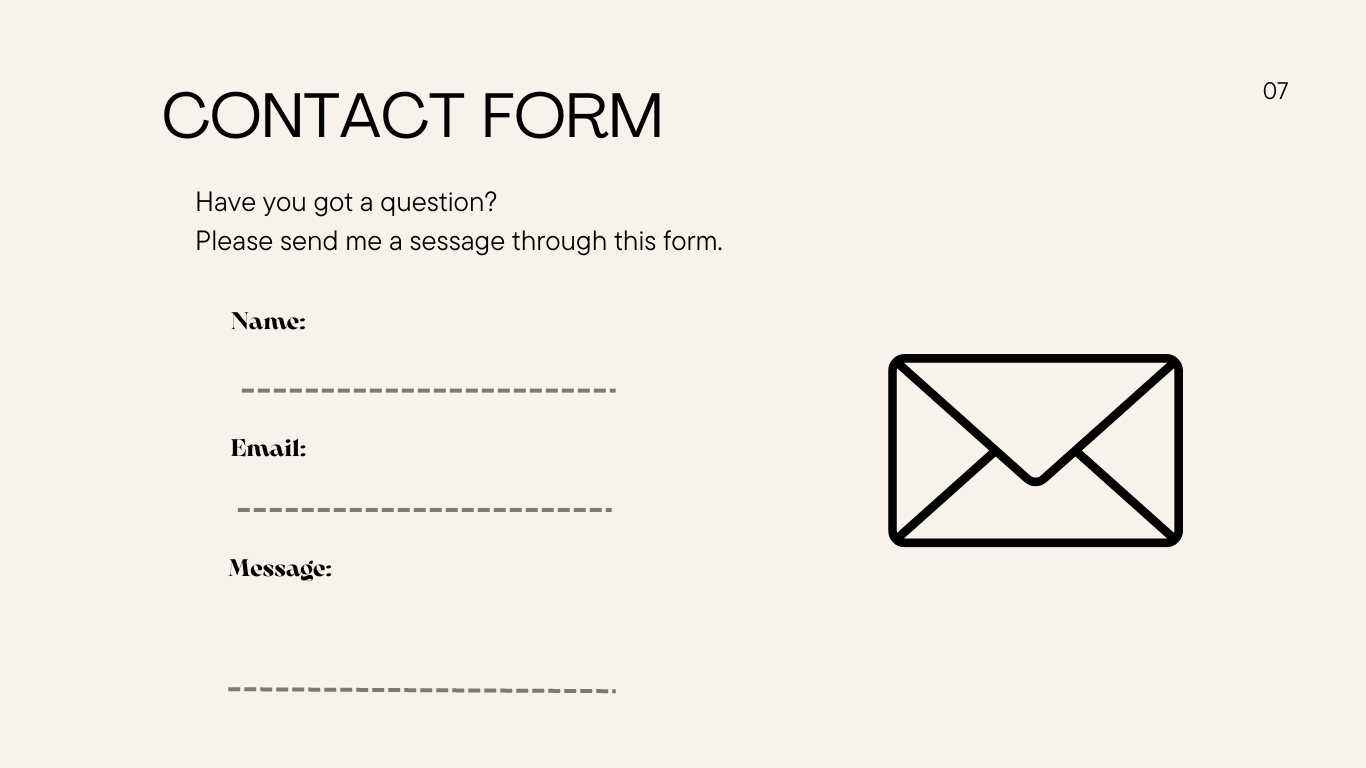 CONTACT FORM
07
Have you got a question?
Please send me a sessage through this form.
Name:
Email:
Message: